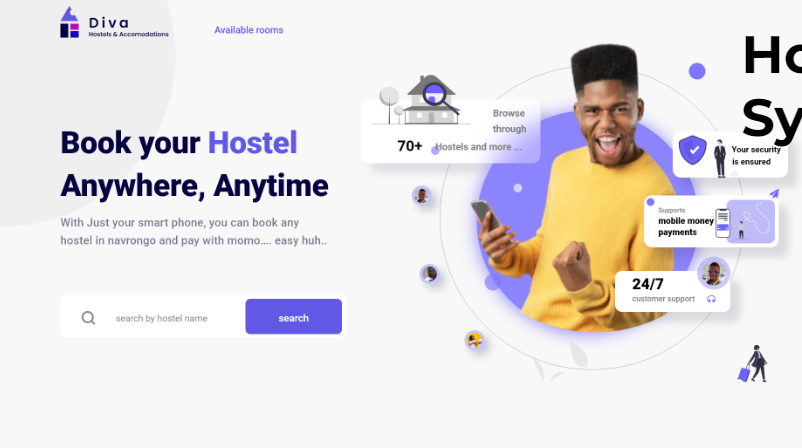 Diva
Hostels & Accomodations
Available rooms
Ho
Sy
Book your Hostel
Anywhere, Anytime
With Just your smart phone, you can book any
hostel in navrongo and pay with momo.... easy huh..
search by hostel name
search
Browse
through
70+ Hostels and more ...
Your security
is ensured
Supports
mobile money
payments
24/7
customer support